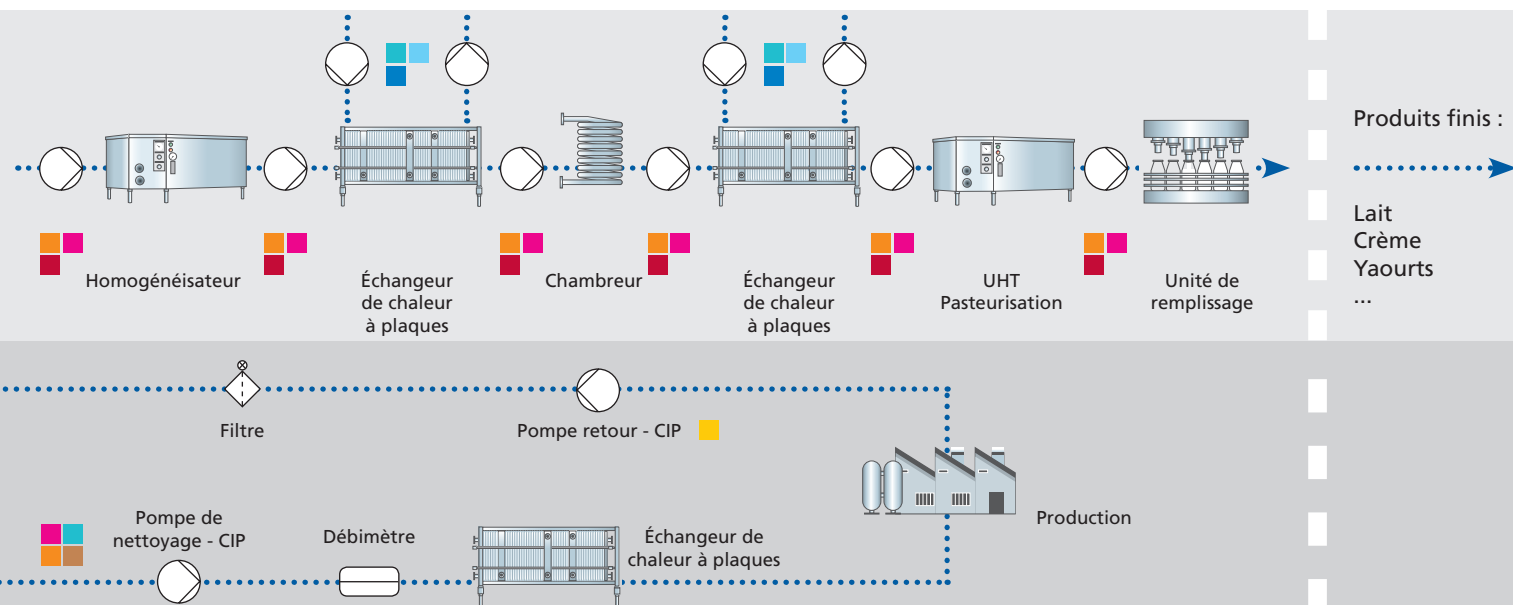 Produits finis :
Homogénéisateur
Échangeur
de chaleur
à plaques
Chambreur
Échangeur
de chaleur
à plaques
UHT
Pasteurisation
Unité de
remplissage
Lait
Crème
Yaourts
...
Filtre
Pompe retour - CIP
Pompe de
nettoyage - CIP
Débimètre
Échangeur de
chaleur à plaques
Production